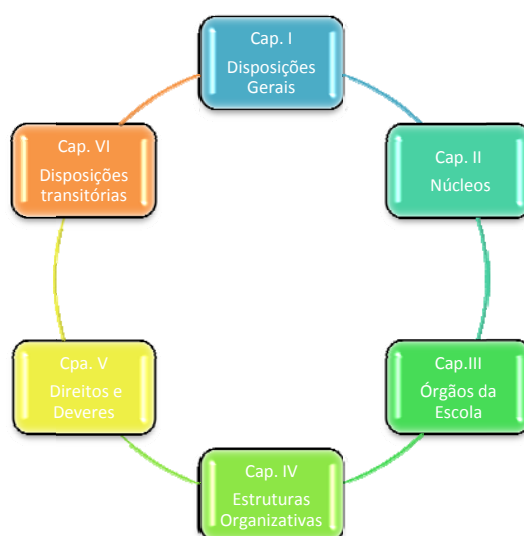 Cap. I
Disposições
Gerais
Cap. II
Núcleos
Cap.III
Órgãos da
Escola
Cap. IV
Estruturas
Organizativas
Cpa. V
Direitos e
Deveres
Cap. VI
Disposições
transitórias